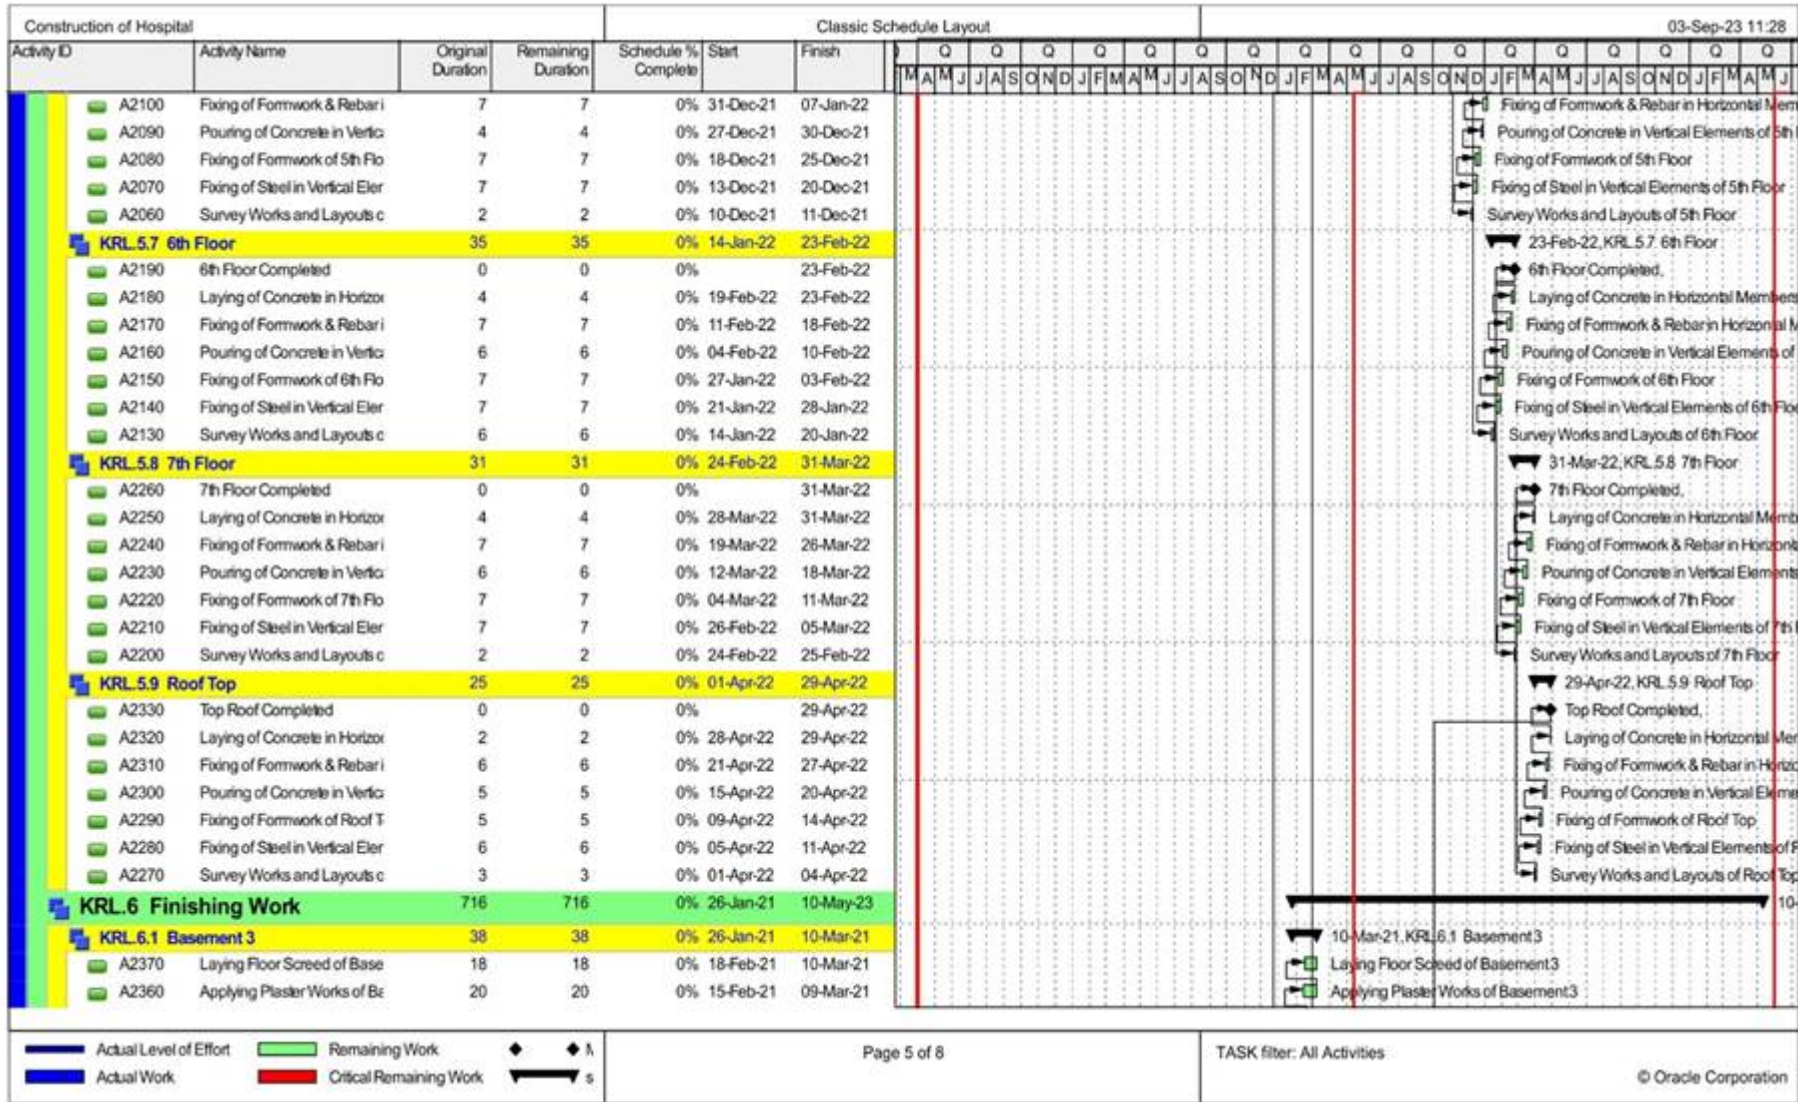 Construction of Hospital Classic Schedule Layout 03-Sep-23 11:28
Activity ID Activity Name Original Duration Remaining Duration Schedule % Complete Start Finish
Q Q Q Q Q Q Q Q Q Q Q Q Q Q Q Q Q
M A M J J A S O N D J F M A M J J A S O N D J F M A M J J A S O N D J F M A M J J A S O N D J F M A M J
A2100 Fixing of Formwork & Rebar i 7 7 0% 31-Dec-21 07-Jan-22 Fixing of Formwork & Rebar in Horizontal Mem
A2090 Pouring of Concrete in Vertic 4 4 0% 27-Dec-21 30-Dec-21 Pouring of Concrete in Vertical Elements of 5th
A2080 Fixing of Formwork of 5th Flo 7 7 0% 18-Dec-21 25-Dec-21 Fixing of Formwork of 5th Floor
A2070 Fixing of Steel in Vertical Eler 7 7 0% 13-Dec-21 20-Dec-21 Fixing of Steel in Vertical Elements of 5th Floor
A2060 Survey Works and Layouts c 2 2 0% 10-Dec-21 11-Dec-21 Survey Works and Layouts of 5th Floor
KRL.5.7 6th Floor 35 35 0% 14-Jan-22 23-Feb-22 23-Feb-22, KRL.5.7 6th Floor
A2190 6th Floor Completed 0 0 0% 23-Feb-22 6th Floor Completed,
A2180 Laying of Concrete in Horizor 4 4 0% 19-Feb-22 23-Feb-22 Laying of Concrete in Horizontal Members
A2170 Fixing of Formwork & Rebar i 7 7 0% 11-Feb-22 18-Feb-22 Fixing of Formwork & Rebar in Horizontal M
A2160 Pouring of Concrete in Vertic 6 6 0% 04-Feb-22 10-Feb-22 Pouring of Concrete in Vertical Elements of
A2150 Fixing of Formwork of 6th Flo 7 7 0% 27-Jan-22 03-Feb-22 Fixing of Formwork of 6th Floor
A2140 Fixing of Steel in Vertical Eler 7 7 0% 21-Jan-22 28-Jan-22 Fixing of Steel in Vertical Elements of 6th Floo
A2130 Survey Works and Layouts c 6 6 0% 14-Jan-22 20-Jan-22 Survey Works and Layouts of 6th Floor
KRL.5.8 7th Floor 31 31 0% 24-Feb-22 31-Mar-22 31-Mar-22, KRL.5.8 7th Floor
A2260 7th Floor Completed 0 0 0% 31-Mar-22 7th Floor Completed,
A2250 Laying of Concrete in Horizor 4 4 0% 28-Mar-22 31-Mar-22 Laying of Concrete in Horizontal Memb
A2240 Fixing of Formwork & Rebar i 7 7 0% 19-Mar-22 26-Mar-22 Fixing of Formwork & Rebar in Horizonta
A2230 Pouring of Concrete in Vertic 6 6 0% 12-Mar-22 18-Mar-22 Pouring of Concrete in Vertical Elements
A2220 Fixing of Formwork of 7th Flo 7 7 0% 04-Mar-22 11-Mar-22 Fixing of Formwork of 7th Floor
A2210 Fixing of Steel in Vertical Eler 7 7 0% 26-Feb-22 05-Mar-22 Fixing of Steel in Vertical Elements of 7th
A2200 Survey Works and Layouts c 2 2 0% 24-Feb-22 25-Feb-22 Survey Works and Layouts of 7th Floor
KRL.5.9 Roof Top 25 25 0% 01-Apr-22 29-Apr-22 29-Apr-22, KRL.5.9 Roof Top
A2330 Top Roof Completed 0 0 0% 29-Apr-22 Top Roof Completed,
A2320 Laying of Concrete in Horizor 2 2 0% 28-Apr-22 29-Apr-22 Laying of Concrete in Horizontal Mem
A2310 Fixing of Formwork & Rebar i 6 6 0% 21-Apr-22 27-Apr-22 Fixing of Formwork & Rebar in Horizo
A2300 Pouring of Concrete in Vertic 5 5 0% 15-Apr-22 20-Apr-22 Pouring of Concrete in Vertical Eleme
A2290 Fixing of Formwork of Roof T 5 5 0% 09-Apr-22 14-Apr-22 Fixing of Formwork of Roof Top
A2280 Fixing of Steel in Vertical Eler 6 6 0% 05-Apr-22 11-Apr-22 Fixing of Steel in Vertical Elements of R
A2270 Survey Works and Layouts c 3 3 0% 01-Apr-22 04-Apr-22 Survey Works and Layouts of Roof Top
KRL.6 Finishing Work 716 716 0% 26-Jan-21 10-May-23 10-
KRL.6.1 Basement 3 38 38 0% 26-Jan-21 10-Mar-21 10-Mar-21, KRL.6.1 Basement 3
A2370 Laying Floor Screed of Base 18 18 0% 18-Feb-21 10-Mar-21 Laying Floor Screed of Basement 3
A2360 Applying Plaster Works of Ba 20 20 0% 15-Feb-21 09-Mar-21 Applying Plaster Works of Basement 3
Actual Level of Effort Remaining Work Page 5 of 8 TASK filter: All Activities
Actual Work Critical Remaining Work s
© Oracle Corporation